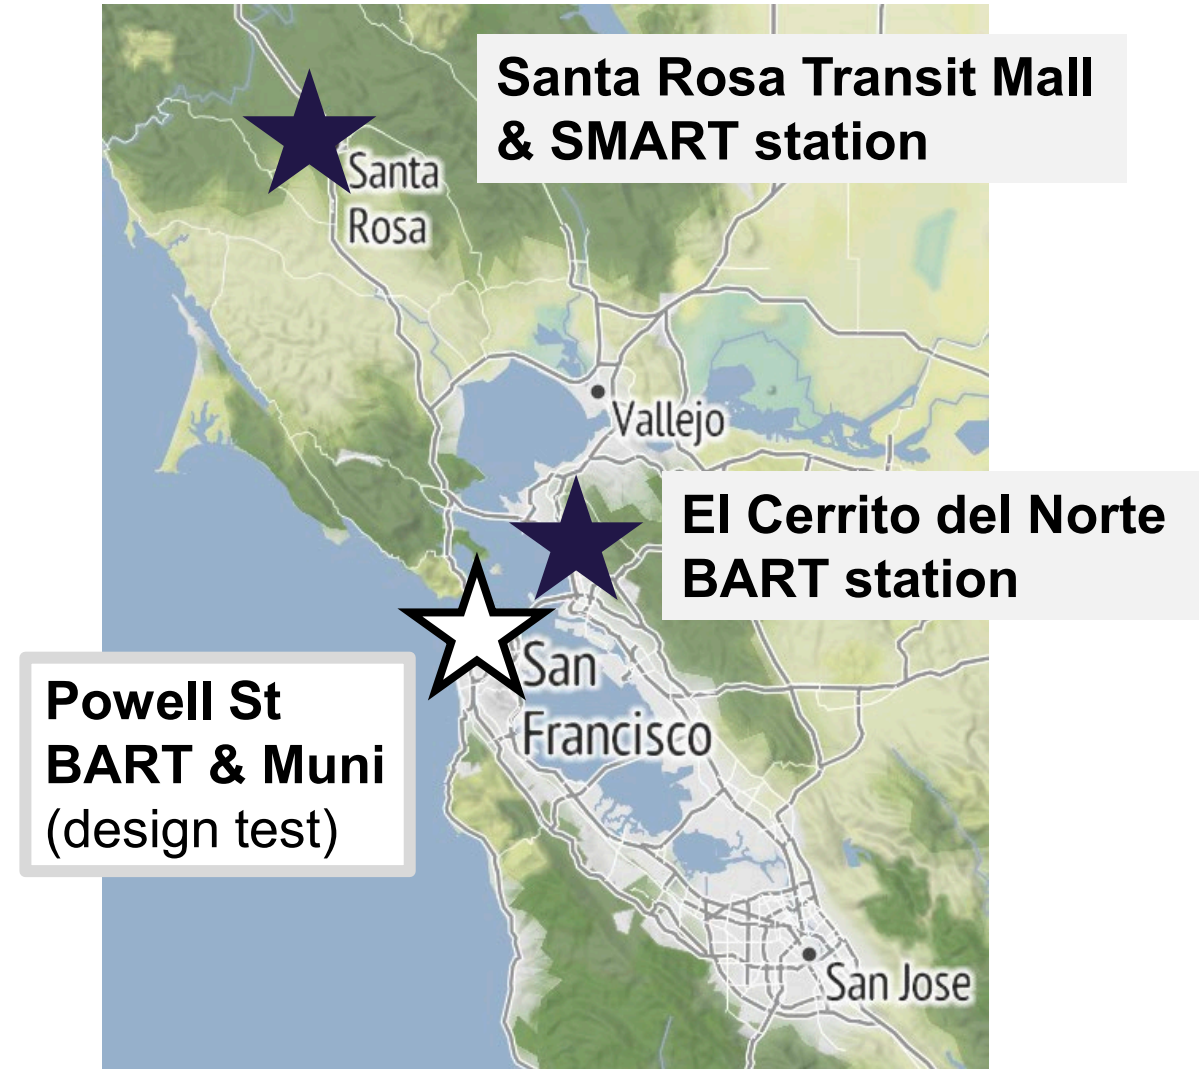 Santa Rosa Transit Mall
& SMART station
Santa
Rosa
Vallejo
El Cerrito del Norte
BART station
San
Francisco
Powell St
BART & Muni
(design test)
San Jose